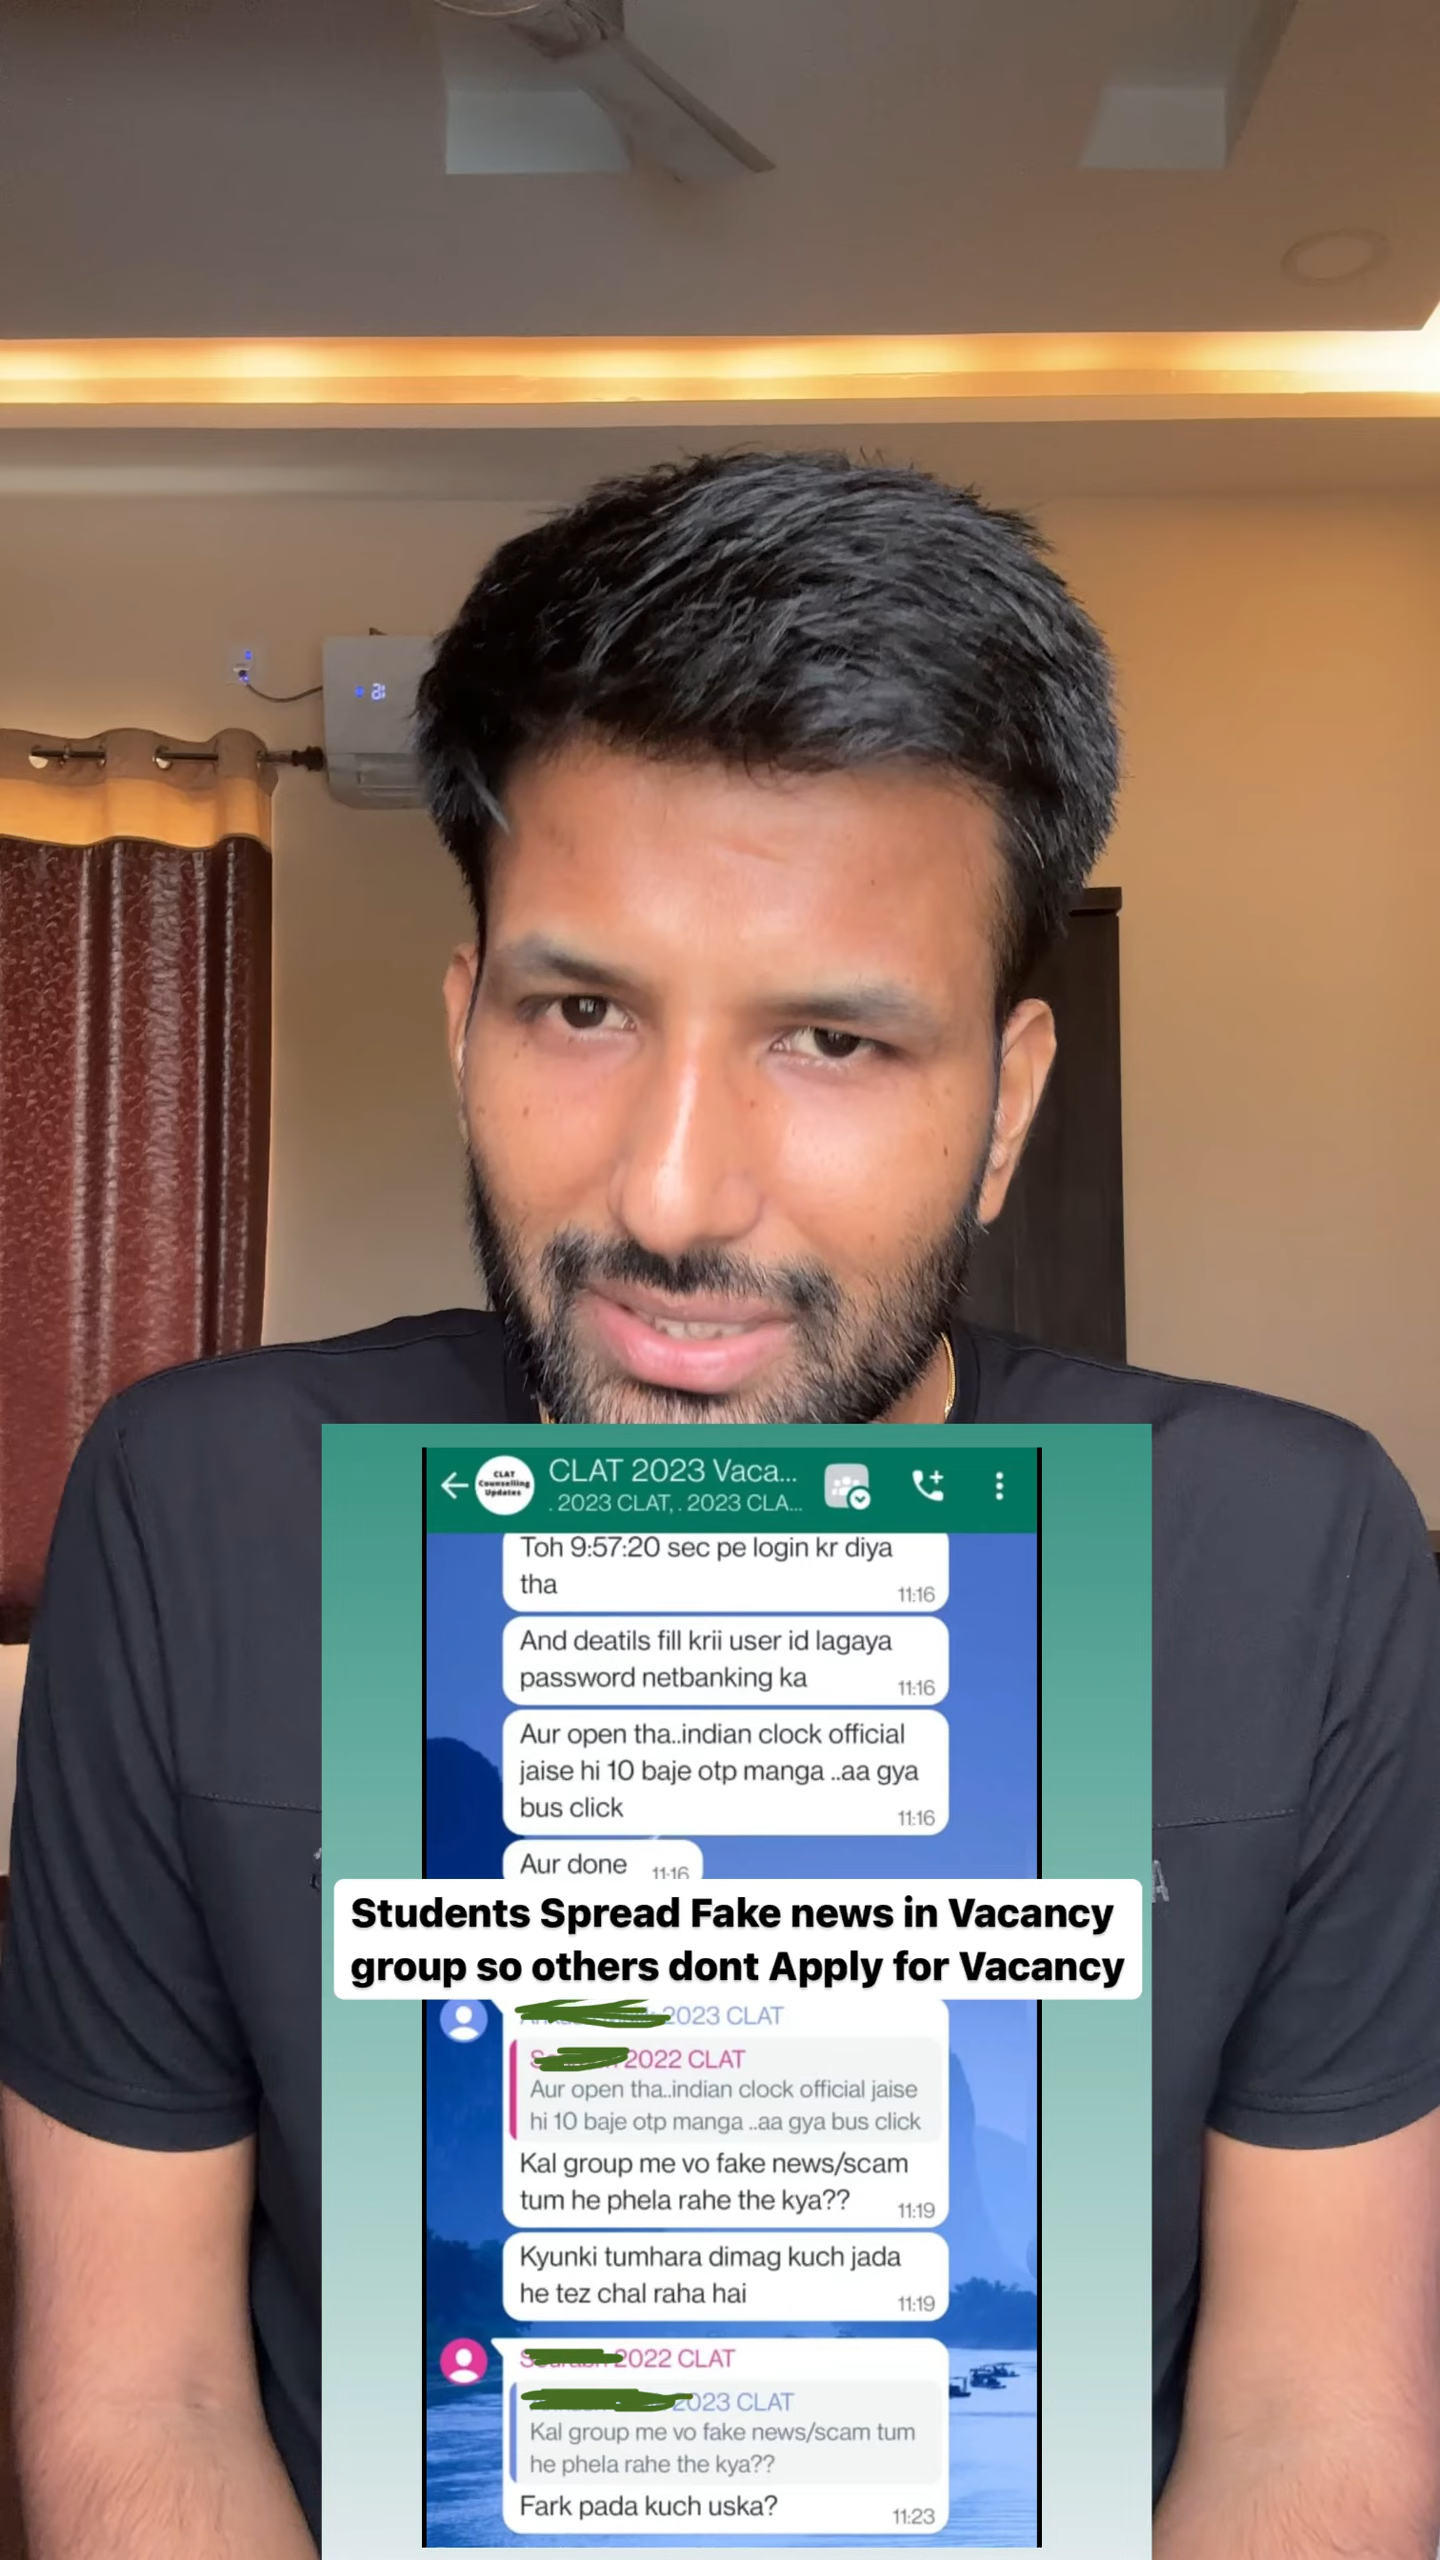 CLAT
Counselling
Updates
CLAT 2023 Vaca...
. 2023 CLAT, . 2023 CLA...
Toh 9:57:20 sec pe login kr diya
tha
11:16
And deatils fill krii user id lagaya
password netbanking ka
11:16
Aur open tha..indian clock official
jaise hi 10 baje otp manga ..aa gya
bus click
11:16
Aur done
11:16
Students Spread Fake news in Vacancy
group so others dont Apply for Vacancy
2023 CLAT
2022 CLAT
Aur open tha..indian clock official jaise
hi 10 baje otp manga ..aa gya bus click
Kal group me vo fake news/scam
tum he phela rahe the kya??
11:19
Kyunki tumhara dimag kuch jada
he tez chal raha hai
11:19
2022 CLAT
2023 CLAT
Kal group me vo fake news/scam tum
he phela rahe the kya??
Fark pada kuch uska?
11:23